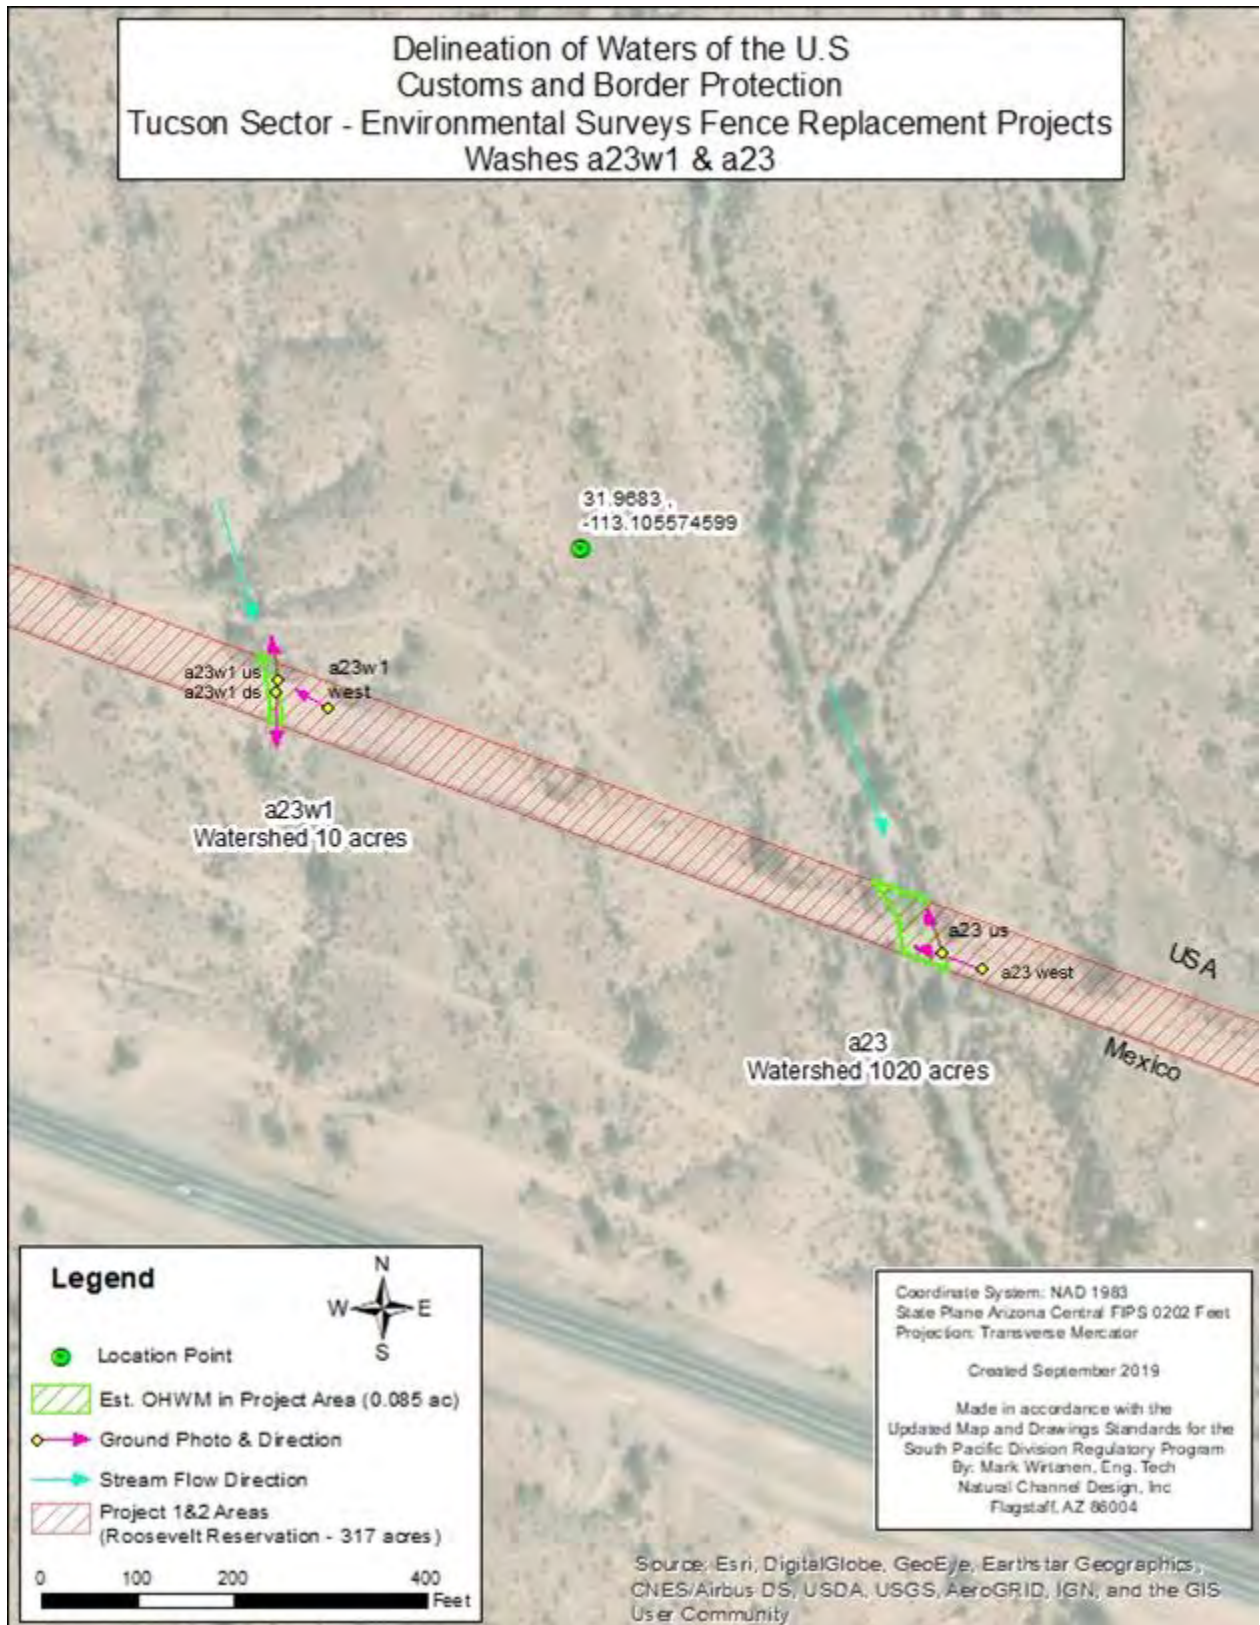 Delineation of Waters of the U.S
Customs and Border Protection
Tucson Sector - Environmental Surveys Fence Replacement Projects
Washes a23w1 & a23
31.9683 ,
-113.105574599
a23w1 us
a23w1 ds
a23w1
west
a23w1
Watershed 10 acres
a23 us
a23 west
USA
Mexico
a23
Watershed 1020 acres
Legend
N
W
E
S
Location Point
Est. OHWM in Project Area (0.085 ac)
Ground Photo & Direction
Stream Flow Direction
Project 1&2 Areas
(Roosevelt Reservation - 317 acres)
0 100 200 400
Feet
Coordinate System: NAD 1983
State Plane Arizona Central FIPS 0202 Feet
Projection: Transverse Mercator
Created September 2019
Made in accordance with the
Updated Map and Drawings Standards for the
South Pacific Division Regulatory Program
By: Mark Wirtanen, Eng. Tech
Natural Channel Design, Inc
Flagstaff, AZ 86004
Source: Esri, DigitalGlobe, GeoEye, Earthstar Geographics,
CNES/Airbus DS, USDA, USGS, AeroGRID, IGN, and the GIS
User Community